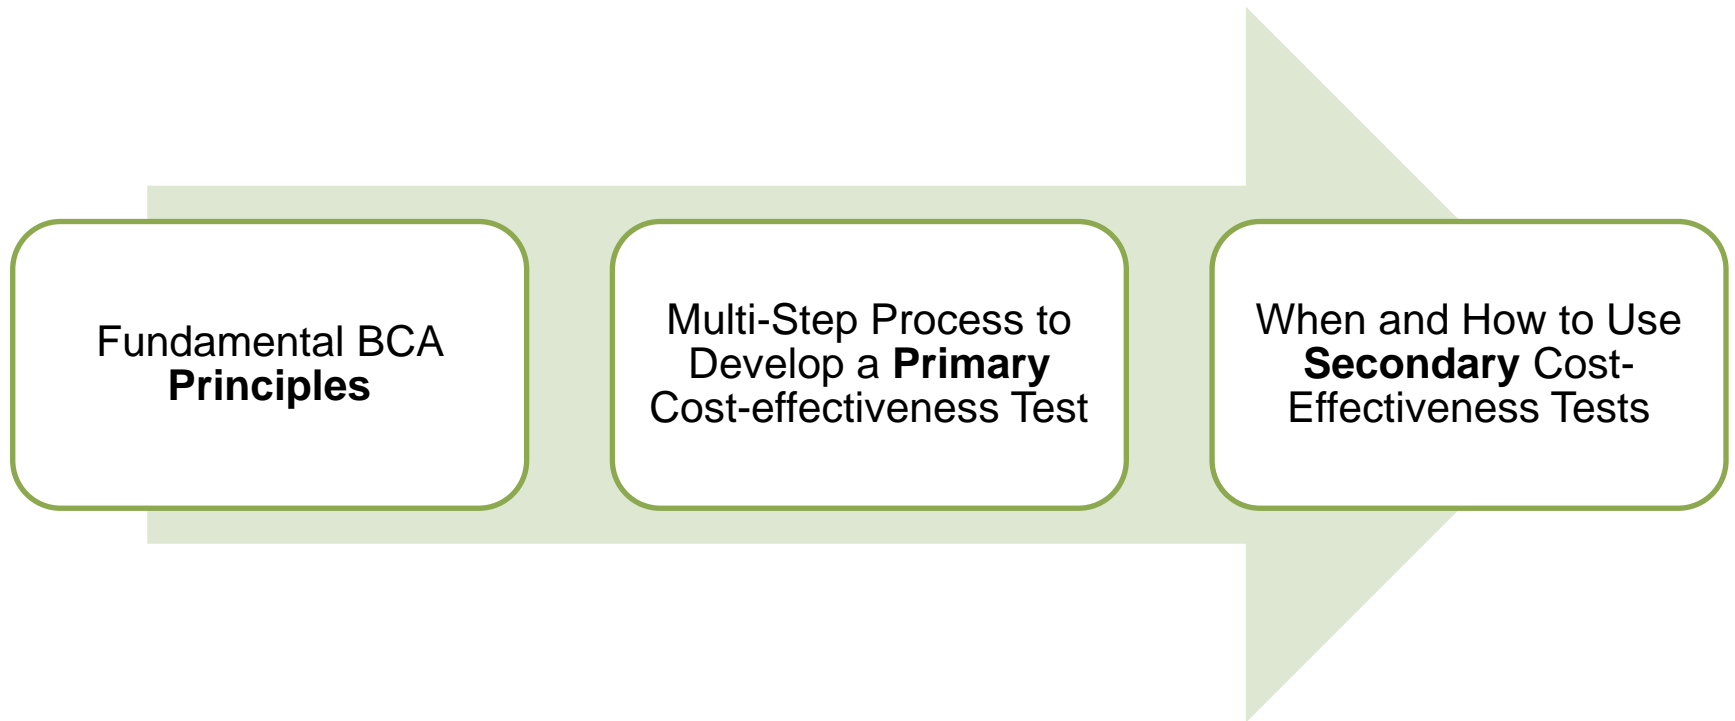 Fundamental BCA
Principles
Multi-Step Process to
Develop a Primary
Cost-effectiveness Test
When and How to Use
Secondary Cost-
Effectiveness Tests